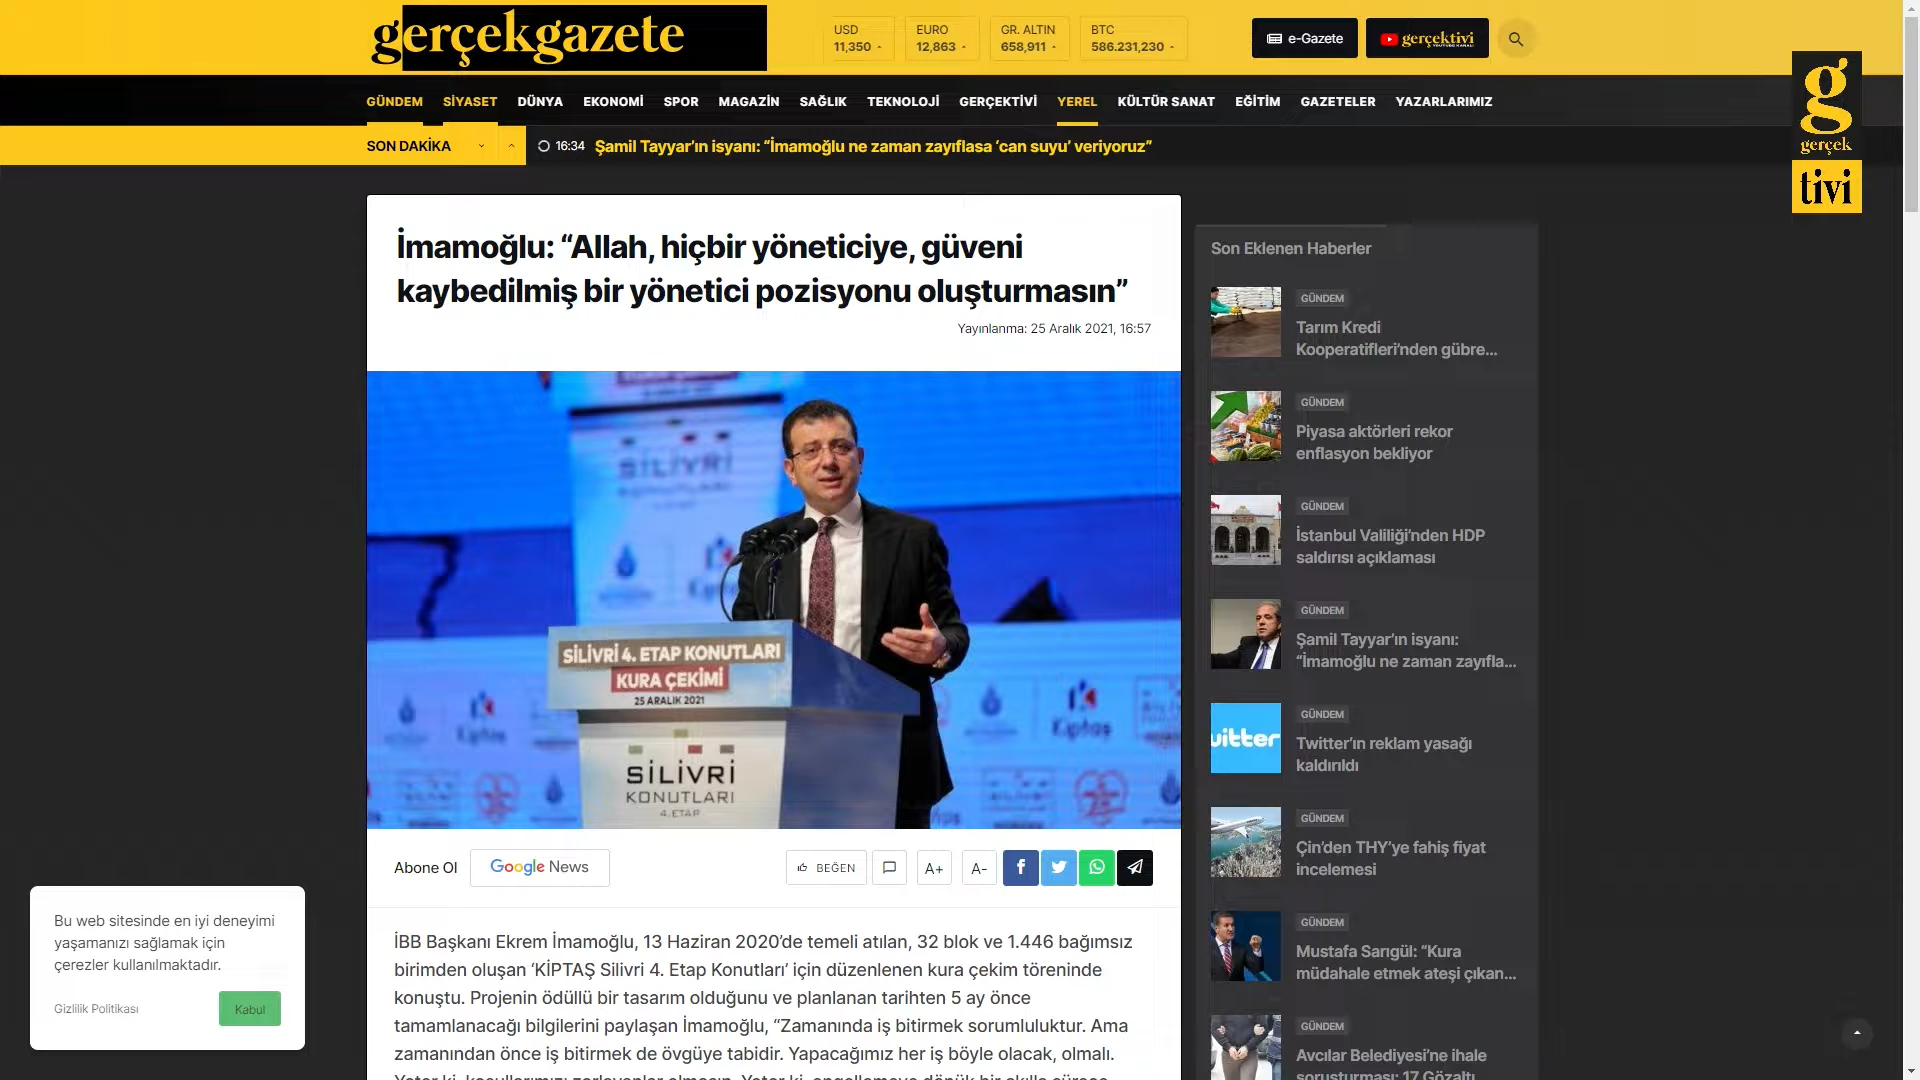 gerçekgazete
USD
11,350
EURO
12,863
GR. ALTIN
658,911
BTC
586.231,230
e-Gazete
gerçektivi
GÜNDEM SİYASET DÜNYA EKONOMİ SPOR MAGAZİN SAĞLIK TEKNOLOJİ GERÇEKTİVİ YEREL KÜLTÜR SANAT EĞİTİM GAZETELER YAZARLARIMIZ
g
gerçek
tivi
SON DAKİKA
16:34 Şamil Tayyar’ın isyanı: “İmamoğlu ne zaman zayıflasa ‘can suyu’ veriyoruz”
İmamoğlu: “Allah, hiçbir yöneticiye, güveni
kaybedilmiş bir yönetici pozisyonu oluşturmasın”
Yayınlanma: 25 Aralık 2021, 16:57
SİLİVRİ
KONUTLARI
SİLİVRİ 4. ETAP KONUTLARI
KURA ÇEKİMİ
25 ARALIK 2021
Kiptaş
Kiptaş
SİLİVRİ
KONUTLARI
4. ETAP
Abone Ol
Google News
BEĞEN
A+
A-
İBB Başkanı Ekrem İmamoğlu, 13 Haziran 2020’de temeli atılan, 32 blok ve 1.446 bağımsız
birimden oluşan ‘KİPTAŞ Silivri 4. Etap Konutları’ için düzenlenen kura çekim töreninde
konuştu. Projenin ödüllü bir tasarım olduğunu ve planlanan tarihten 5 ay önce
tamamlanacağı bilgilerini paylaşan İmamoğlu, “Zamanında iş bitirmek sorumluluktur. Ama
zamanından önce iş bitirmek de övgüye tabidir. Yapacağımız her iş böyle olacak, olmalı.
Son Eklenen Haberler
GÜNDEM
Tarım Kredi
Kooperatifleri’nden gübre...
GÜNDEM
Piyasa aktörleri rekor
enflasyon bekliyor
GÜNDEM
İstanbul Valiliği’nden HDP
saldırısı açıklaması
GÜNDEM
Şamil Tayyar’ın isyanı:
“İmamoğlu ne zaman zayıfla...
uitter
GÜNDEM
Twitter’ın reklam yasağı
kaldırıldı
GÜNDEM
Çin’den THY’ye fahiş fiyat
incelemesi
GÜNDEM
Mustafa Sarıgül: “Kura
müdahale etmek ateşi çıkan...
GÜNDEM
Avcılar Belediyesi’ne ihale
soruşturması: 17 Gözaltı
Bu web sitesinde en iyi deneyimi
yaşamanızı sağlamak için
çerezler kullanılmaktadır.
Gizlilik Politikası
Kabul